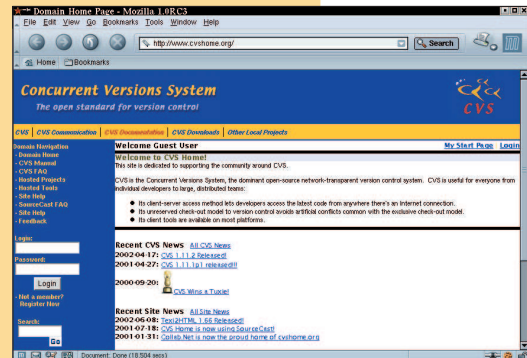 Domain Home Page - Mozilla 1.0RC3
File Edit View Go Bookmarks Tools Window Help
http://www.cvshome.org/
Search
Home Bookmarks
Concurrent Versions System
The open standard for version control
CVS
CVS | CVS Communication | CVS Documentation | CVS Downloads | Other Local Projects
Domain Navigation
- Domain Home
- CVS Manual
- CVS FAQ
- Hosted Projects
- Hosted Tools
- Site Help
- SourceCast FAQ
- Site Help
- Feedback
Login:
Password:
Login
- Not a member?
Register Now
Search:
Go
Welcome Guest User
My Start Page Login
Welcome to CVS Home!
This site is dedicated to supporting the community around CVS.
CVS is the Concurrent Versions System, the dominant open-source network-transparent version control system. CVS is useful for everyone from
individual developers to large, distributed teams:
Its client-server access method lets developers access the latest code from anywhere there's an Internet connection.
Its unreserved check-out model to version control avoids artificial conflicts common with the exclusive check-out model.
Its client tools are available on most platforms.
Recent CVS News All CVS News
2002-04-17: CVS 1.11.2 Released!
2001-04-27: CVS 1.11.1p1 released!!!
2000-09-20: CVS Wins a Tuxie!
Recent Site News All Site News
2002-06-08: Texi2HTML 1.66 Released!
2001-07-18: CVS Home is now using SourceCast!
2001-01-31: Collab.Net is now the proud home of cvshome.org
Document: Done (18.504 secs)